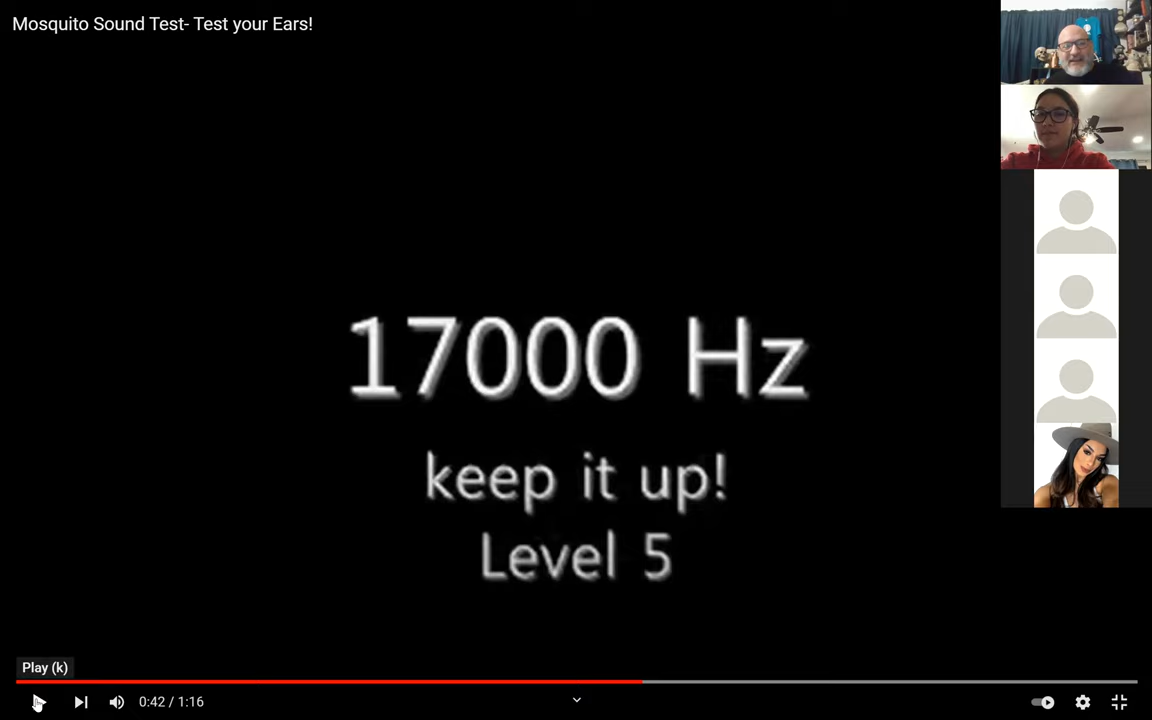 Mosquito Sound Test- Test your Ears!
17000 Hz
keep it up!
Level 5
Play (k)
0:42 / 1:16